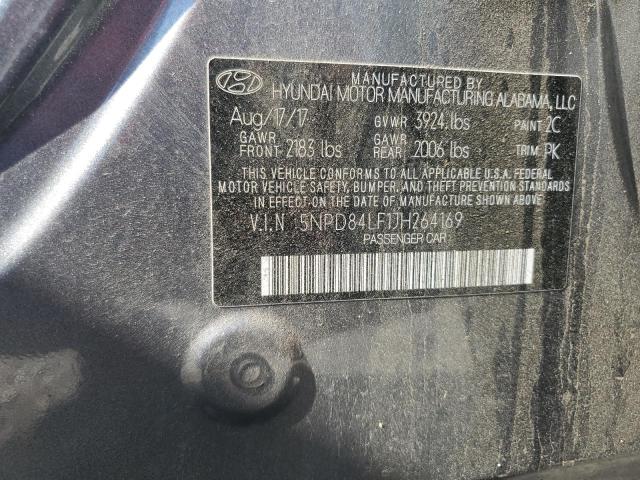 MANUFACTURED BY
HYUNDAI MOTOR MANUFACTURING ALABAMA, LLC
Aug/17/17 GVWR 3924 lbs PAINT 2C
GAWR FRONT 2183 lbs GAWR REAR 2006 lbs TRIM PK
THIS VEHICLE CONFORMS TO ALL APPLICABLE U.S.A. FEDERAL
MOTOR VEHICLE SAFETY, BUMPER, AND THEFT PREVENTION STANDARDS
IN EFFECT ON THE DATE OF MANUFACTURE SHOWN ABOVE.
V.I.N : 5NPD84LF1JH264169
PASSENGER CAR